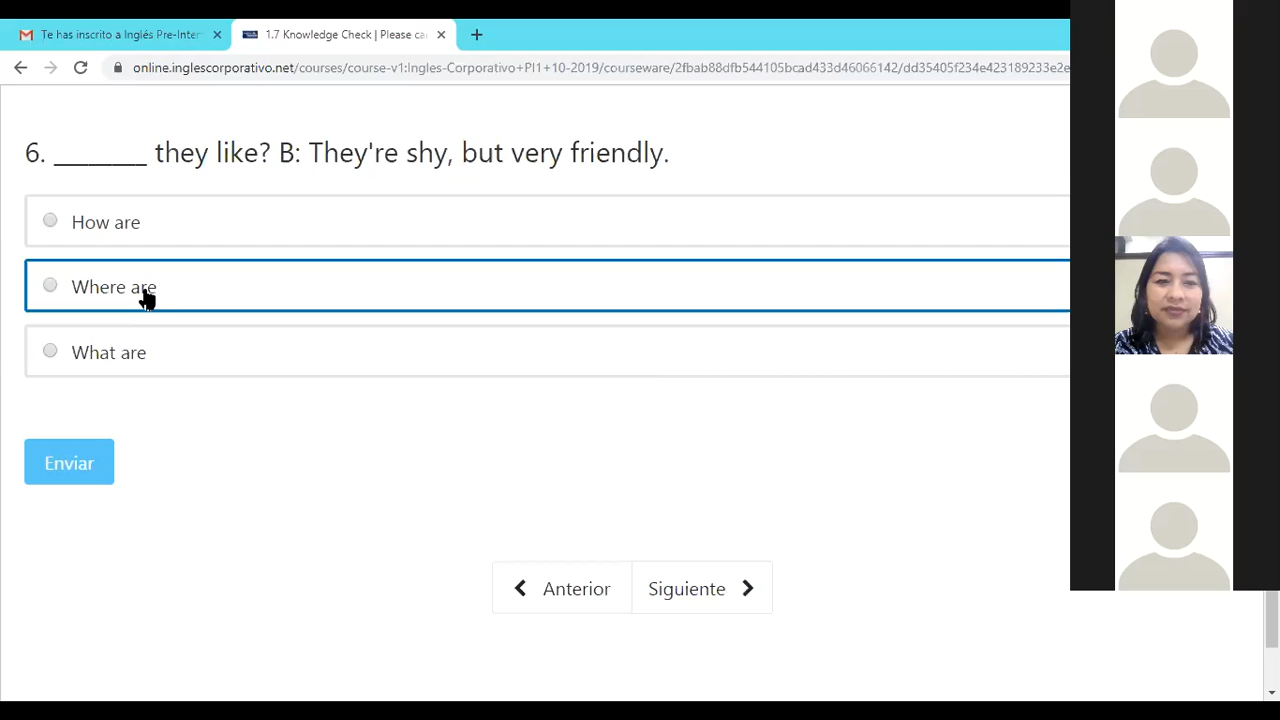 Te has inscrito a Inglés Pre-Inter
1.7 Knowledge Check | Please ca
online.inglescorporativo.net/courses/course-v1:Ingles-Corporativo+PI1+10-2019/courseware/2fbab88dfb544105bcad433d46066142/dd35405f234e423189233e2e
6. ________ they like? B: They're shy, but very friendly.
How are
Where are
What are
Enviar
Anterior
Siguiente